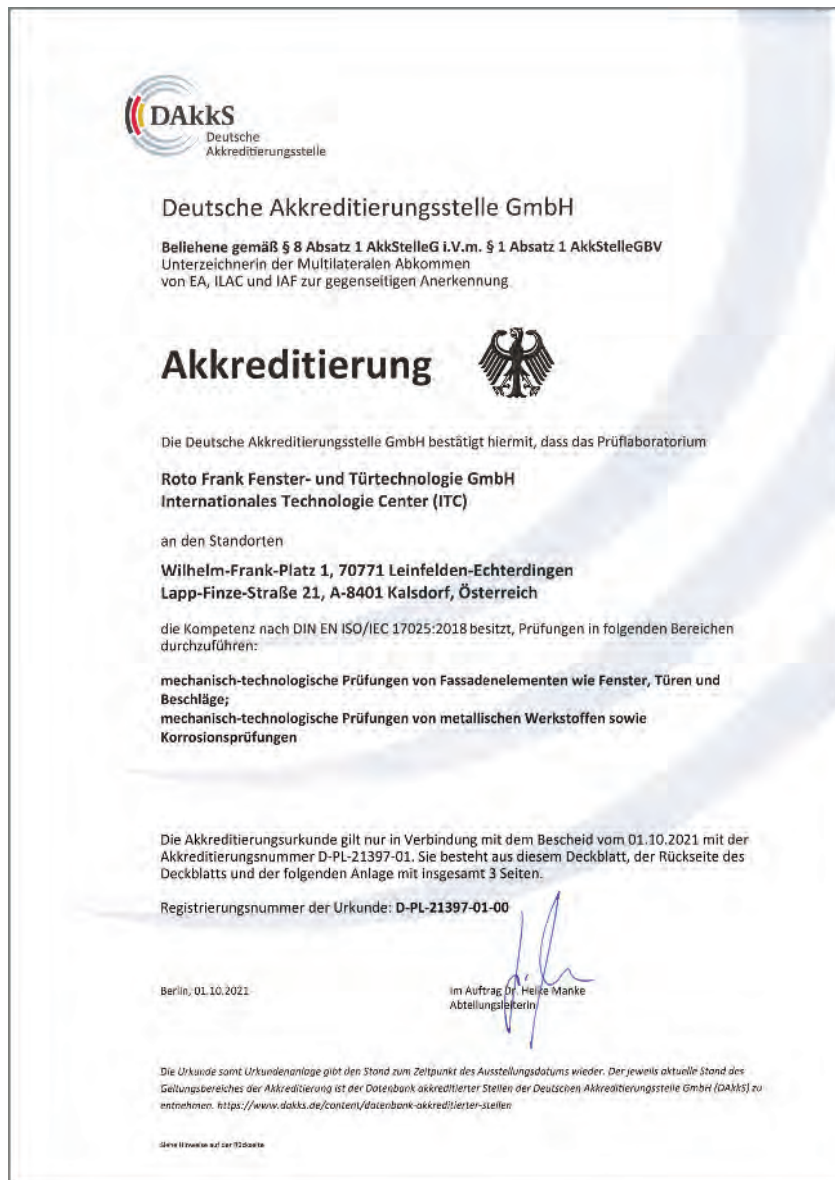 DAkkS
Deutsche
Akkreditierungsstelle
Deutsche Akkreditierungsstelle GmbH
Beliehene gemäß § 8 Absatz 1 AkkStelleG i.V.m. § 1 Absatz 1 AkkStelleGBV
Unterzeichnerin der Multilateralen Abkommen
von EA, ILAC und IAF zur gegenseitigen Anerkennung
Akkreditierung
Die Deutsche Akkreditierungsstelle GmbH bestätigt hiermit, dass das Prüflaboratorium
Roto Frank Fenster- und Türtechnologie GmbH
Internationales Technologie Center (ITC)
an den Standorten
Wilhelm-Frank-Platz 1, 70771 Leinfelden-Echterdingen
Lapp-Finze-Straße 21, A-8401 Kalsdorf, Österreich
die Kompetenz nach DIN EN ISO/IEC 17025:2018 besitzt, Prüfungen in folgenden Bereichen
durchzuführen:
mechanisch-technologische Prüfungen von Fassadenelementen wie Fenster, Türen und
Beschläge;
mechanisch-technologische Prüfungen von metallischen Werkstoffen sowie
Korrosionsprüfungen
Die Akkreditierungsurkunde gilt nur in Verbindung mit dem Bescheid vom 01.10.2021 mit der
Akkreditierungsnummer D-PL-21397-01. Sie besteht aus diesem Deckblatt, der Rückseite des
Deckblatts und der folgenden Anlage mit insgesamt 3 Seiten.
Registrierungsnummer der Urkunde: D-PL-21397-01-00
Berlin, 01.10.2021
Im Auftrag Dr. Heike Manke
Abteilungsleiterin
Die Urkunde samt Urkundenanlage gibt den Stand zum Zeitpunkt des Ausstellungsdatums wieder. Der jeweils aktuelle Stand des
Geltungsbereiches der Akkreditierung ist der Datenbank akkreditierter Stellen der Deutschen Akkreditierungsstelle GmbH (DAkkS) zu
entnehmen. https://www.dakks.de/content/datenbank-akkreditierter-stellen
Siehe Hinweise auf der Rückseite